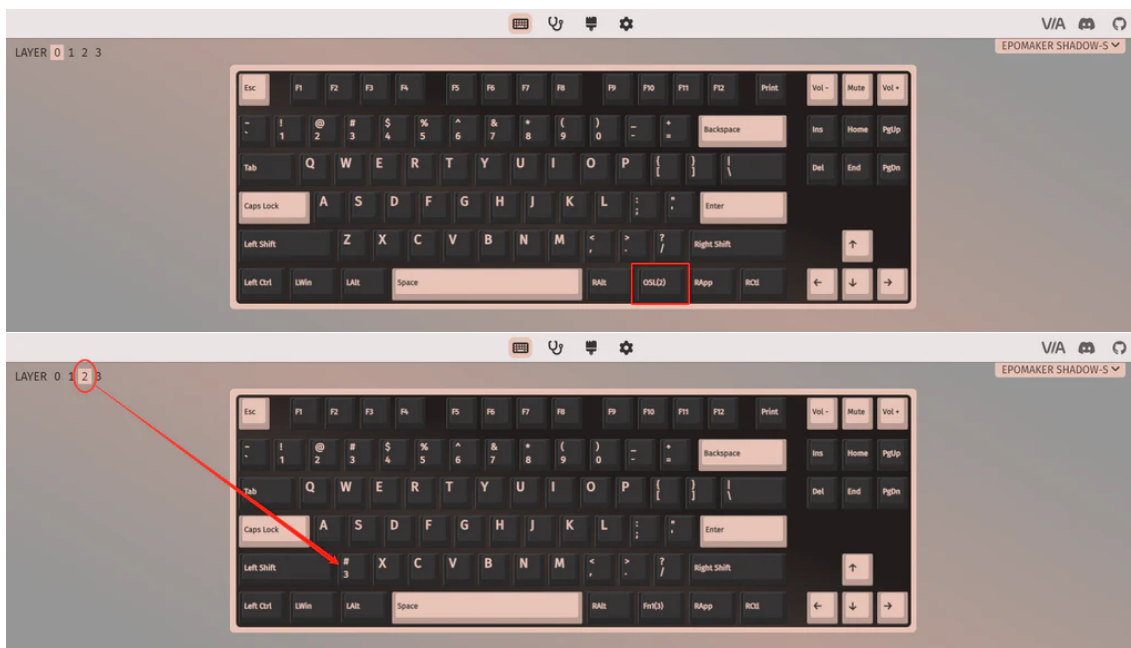 VIA
LAYER 0 1 2 3
EPOMAKER SHADOW-S
Esc F1 F2 F3 F4 F5 F6 F7 F8 F9 F10 F11 F12 Print Vol - Mute Vol +
~ ! @ # $ % ^ & * ( ) _ +
` 1 2 3 4 5 6 7 8 9 0 - = Backspace Ins Home PgUp
Tab Q W E R T Y U I O P { } |
[ ] \ Del End PgDn
Caps Lock A S D F G H J K L : "
; ' Enter
Left Shift Z X C V B N M < > ?
, . / Right Shift ↑
Left Ctrl LWin LAlt Space RAlt OSL(2) RApp RCtl ← ↓ →
VIA
LAYER 0 1 2 3
EPOMAKER SHADOW-S
Esc F1 F2 F3 F4 F5 F6 F7 F8 F9 F10 F11 F12 Print Vol - Mute Vol +
~ ! @ # $ % ^ & * ( ) _ +
` 1 2 3 4 5 6 7 8 9 0 - = Backspace Ins Home PgUp
Tab Q W E R T Y U I O P { } |
[ ] \ Del End PgDn
Caps Lock A S D F G H J K L : "
; ' Enter
Left Shift # X C V B N M < > ?
3 , . / Right Shift ↑
Left Ctrl LWin LAlt Space RAlt Fn1(3) RApp RCtl ← ↓ →